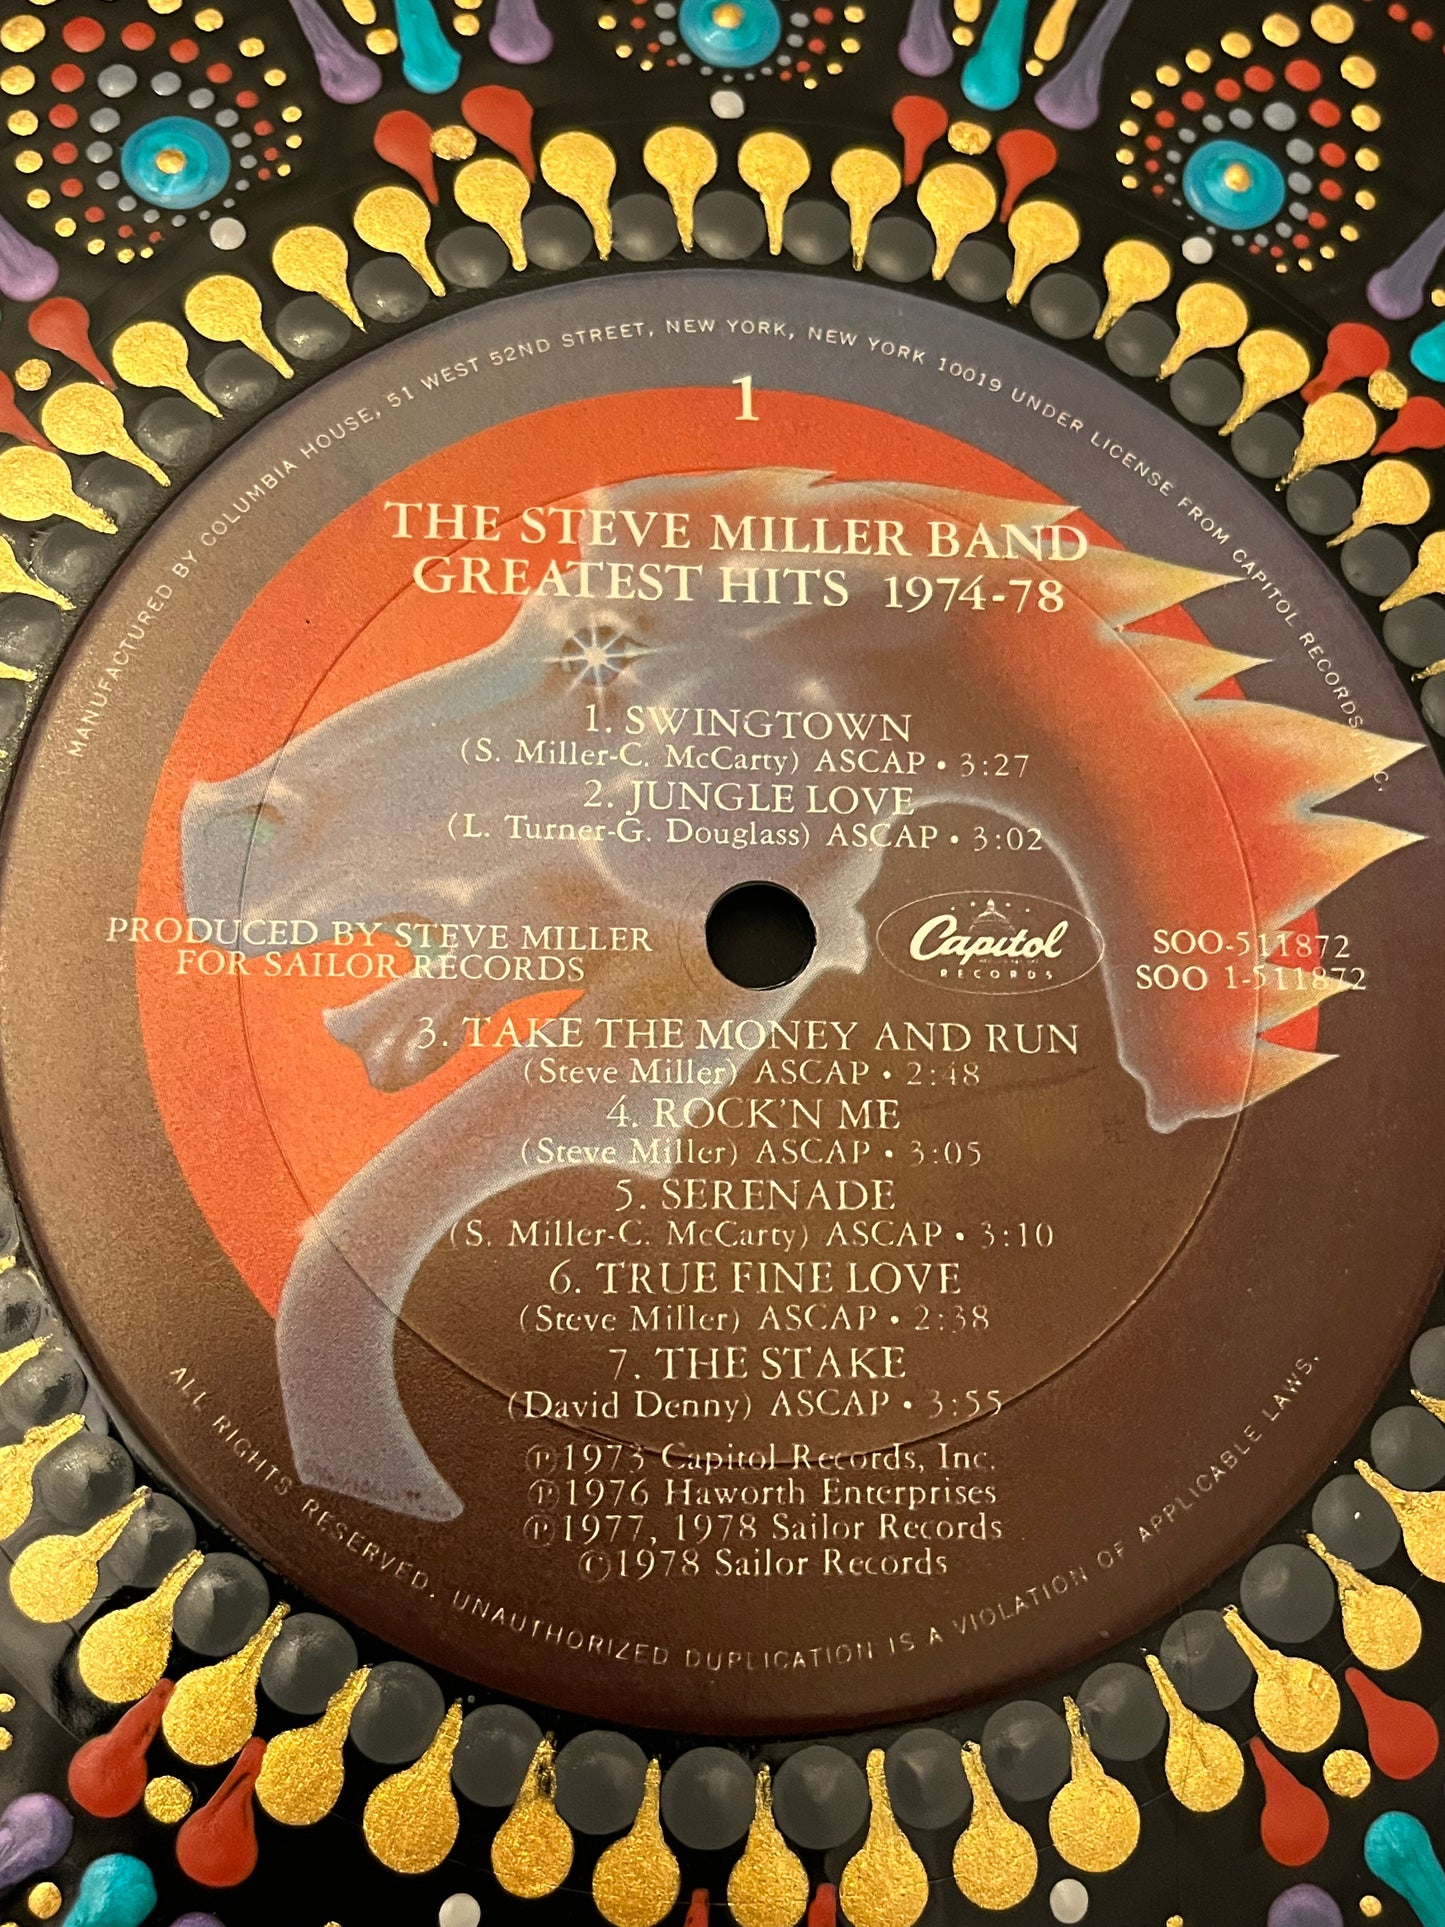 MANUFACTURED BY COLUMBIA HOUSE, 51 WEST 52ND STREET, NEW YORK, NEW YORK 10019 UNDER LICENSE FROM CAPITOL RECORDS, INC.
1
THE STEVE MILLER BAND
GREATEST HITS 1974-78
1. SWINGTOWN
(S. Miller-C. McCarty) ASCAP • 3:27
2. JUNGLE LOVE
(L. Turner-G. Douglass) ASCAP • 3:02
PRODUCED BY STEVE MILLER
FOR SAILOR RECORDS
Capitol
RECORDS
SOO-511872
SOO 1-511872
3. TAKE THE MONEY AND RUN
(Steve Miller) ASCAP • 2:48
4. ROCK'N ME
(Steve Miller) ASCAP • 3:05
5. SERENADE
(S. Miller-C. McCarty) ASCAP • 3:10
6. TRUE FINE LOVE
(Steve Miller) ASCAP • 2:38
7. THE STAKE
(David Denny) ASCAP • 3:55
℗1973 Capitol Records, Inc.
℗1976 Haworth Enterprises
℗1977, 1978 Sailor Records
©1978 Sailor Records
ALL RIGHTS RESERVED. UNAUTHORIZED DUPLICATION IS A VIOLATION OF APPLICABLE LAWS.